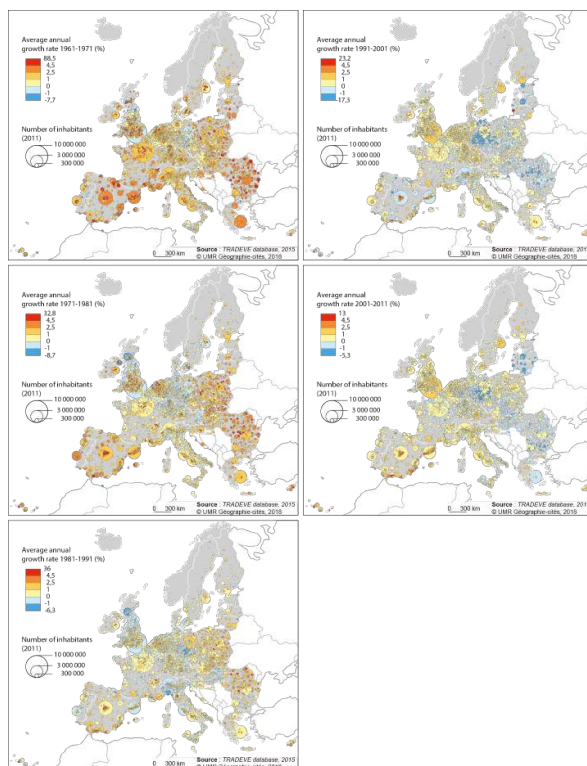 Average annual
growth rate 1961-1971 (%)
88,5
4,5
2,5
1
0
-1
-7,7
Number of inhabitants
(2011)
10 000 000
3 000 000
300 000
0 300 km
Source : TRADEVE database, 2015
© UMR Géographie-cités, 2016
Average annual
growth rate 1991-2001 (%)
23,2
4,5
2,5
1
0
-1
-17,3
Number of inhabitants
(2011)
10 000 000
3 000 000
300 000
0 300 km
Source : TRADEVE database, 2015
© UMR Géographie-cités, 2016
Average annual
growth rate 1971-1981 (%)
32,8
4,5
2,5
1
0
-1
-8,7
Number of inhabitants
(2011)
10 000 000
3 000 000
300 000
0 300 km
Source : TRADEVE database, 2015
© UMR Géographie-cités, 2016
Average annual
growth rate 2001-2011 (%)
13
4,5
2,5
1
0
-1
-5,3
Number of inhabitants
(2011)
10 000 000
3 000 000
300 000
0 300 km
Source : TRADEVE database, 2015
© UMR Géographie-cités, 2016
Average annual
growth rate 1981-1991 (%)
36
4,5
2,5
1
0
-1
-6,3
Number of inhabitants
(2011)
10 000 000
3 000 000
300 000
0 300 km
Source : TRADEVE database, 2015
© UMR Géographie-cités, 2016